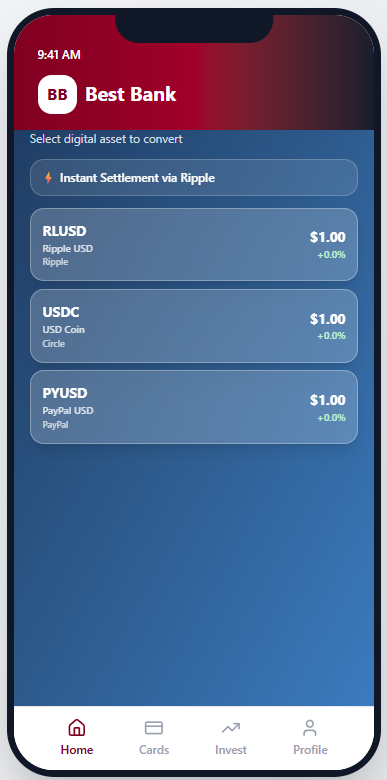 9:41 AM
BB Best Bank
Select digital asset to convert
Instant Settlement via Ripple
RLUSD
$1.00
Ripple USD
+0.0%
Ripple
USDC
$1.00
USD Coin
+0.0%
Circle
PYUSD
$1.00
PayPal USD
+0.0%
PayPal
Home Cards Invest Profile